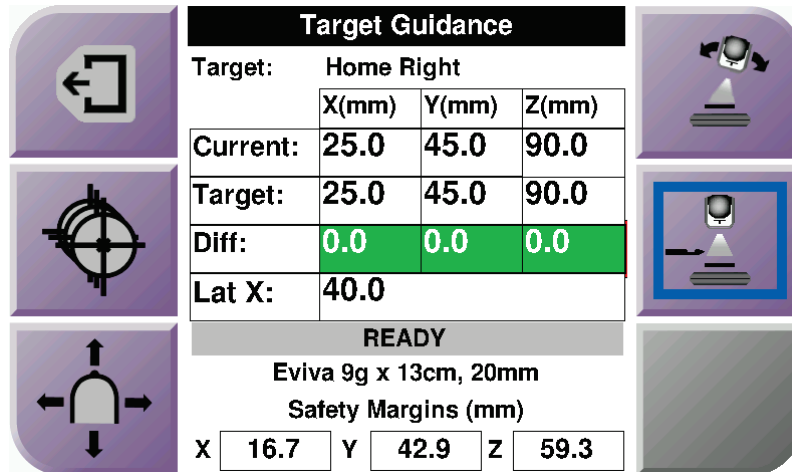 Target Guidance
Target: Home Right
X(mm) Y(mm) Z(mm)
Current: 25.0 45.0 90.0
Target: 25.0 45.0 90.0
Diff: 0.0 0.0 0.0
Lat X: 40.0
READY
Eviva 9g x 13cm, 20mm
Safety Margins (mm)
X 16.7 Y 42.9 Z 59.3